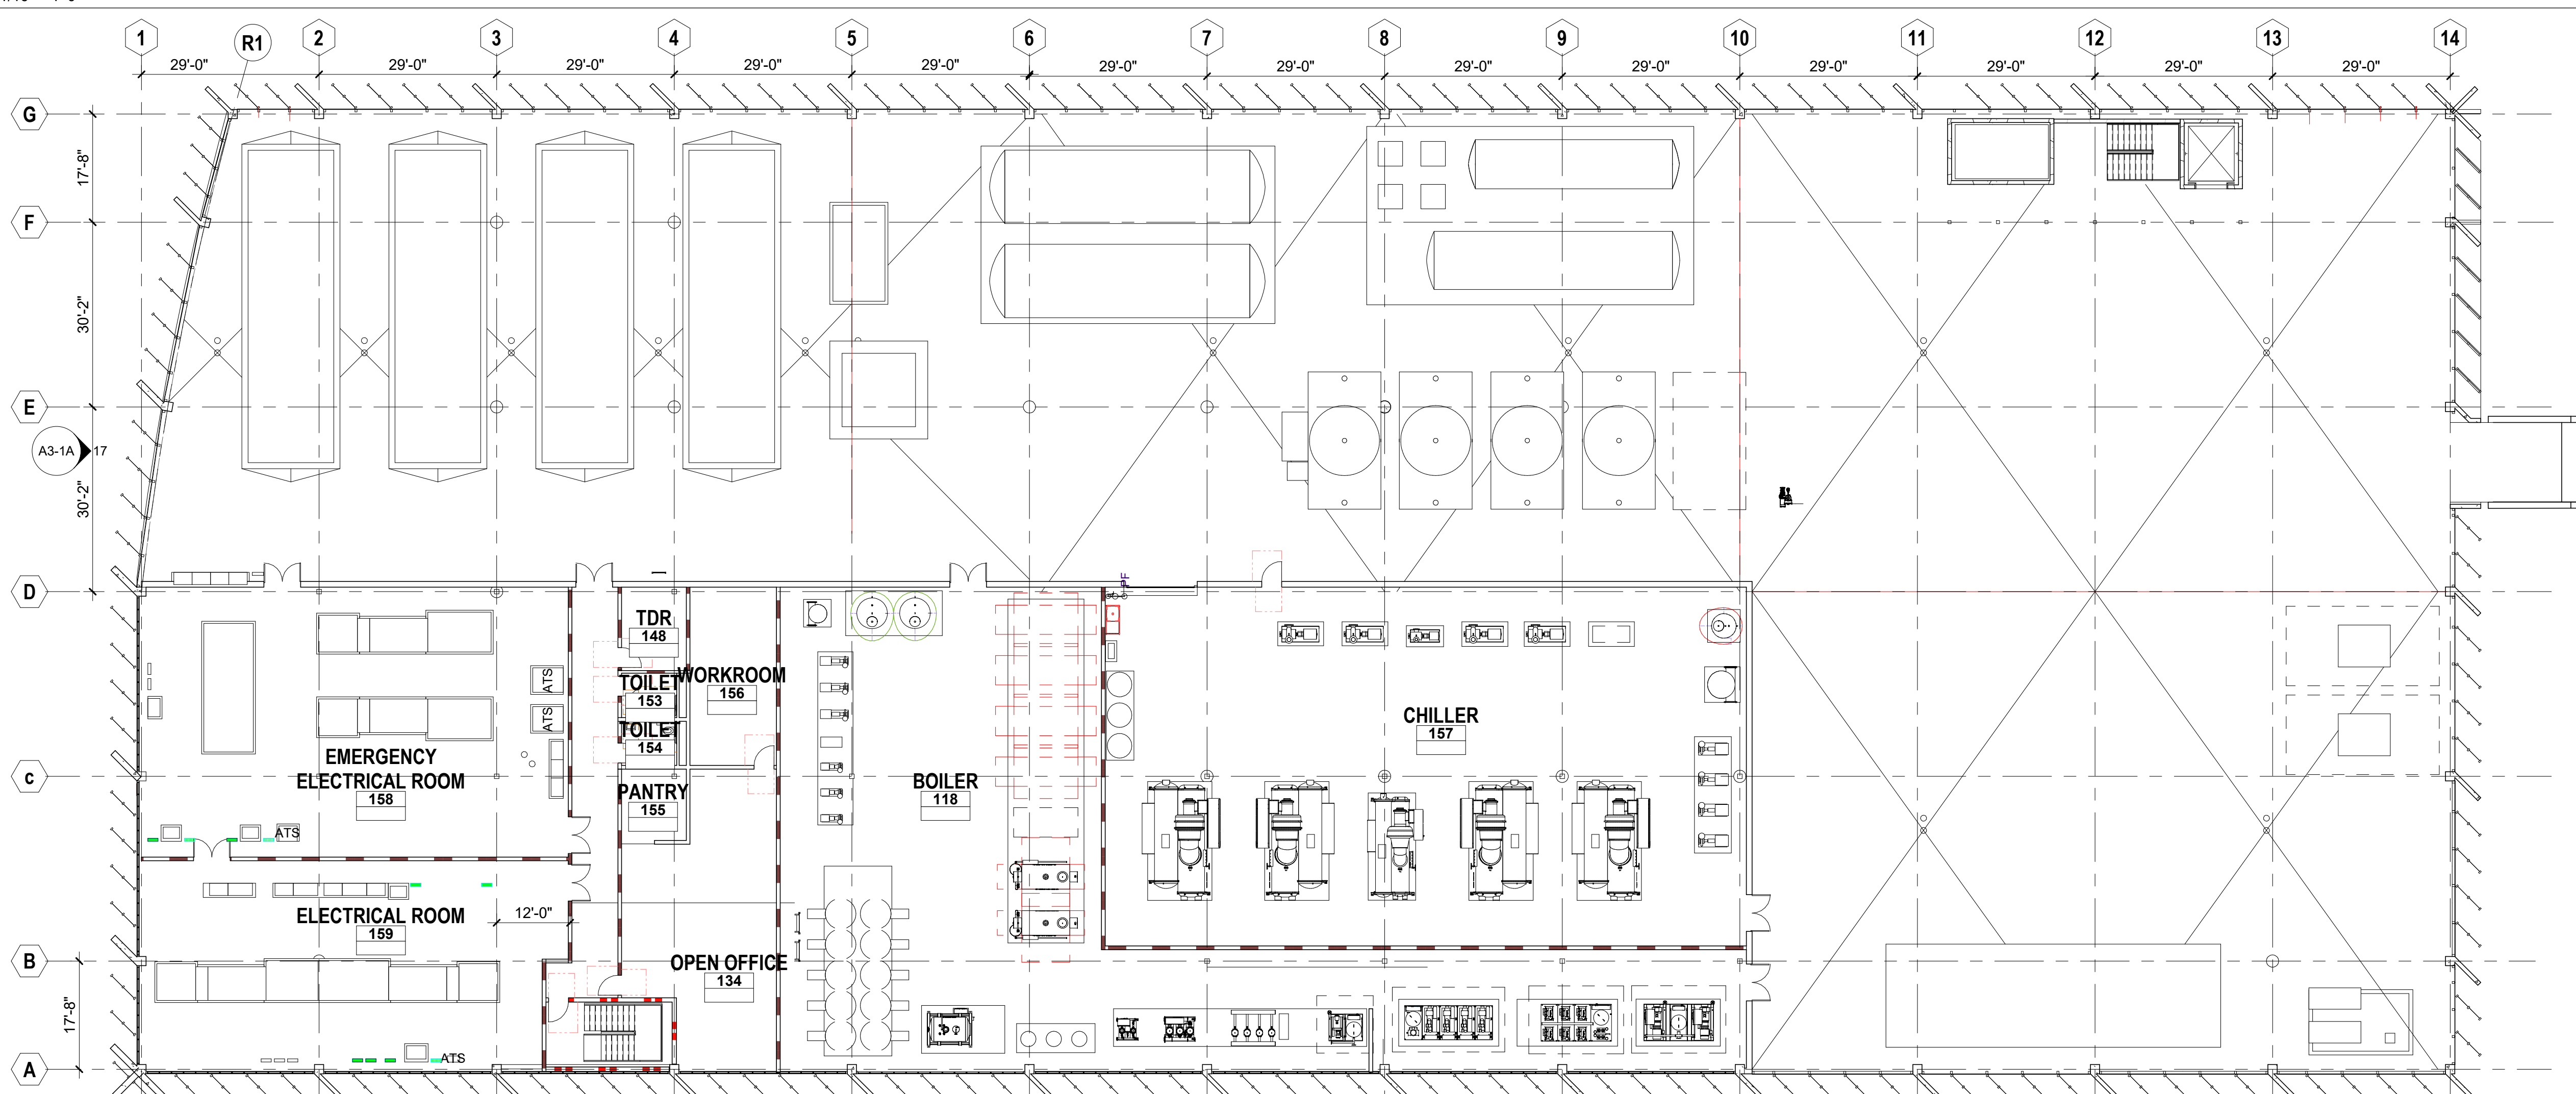 1 2 3 4 5 6 7 8 9 10 11 12 13 14
R1
29'-0" 29'-0" 29'-0" 29'-0" 29'-0" 29'-0" 29'-0" 29'-0" 29'-0" 29'-0" 29'-0" 29'-0" 29'-0"
G
17'-8"
F
30'-2"
E
A3-1A 17
30'-2"
D
TDR
148
WORKROOM
156
TOILET
153
TOILET
154
PANTRY
155
ATS
ATS
EMERGENCY
ELECTRICAL ROOM
158
ATS
BOILER
118
CHILLER
157
c
ELECTRICAL ROOM
159
12'-0"
OPEN OFFICE
134
B
17'-8"
ATS
A